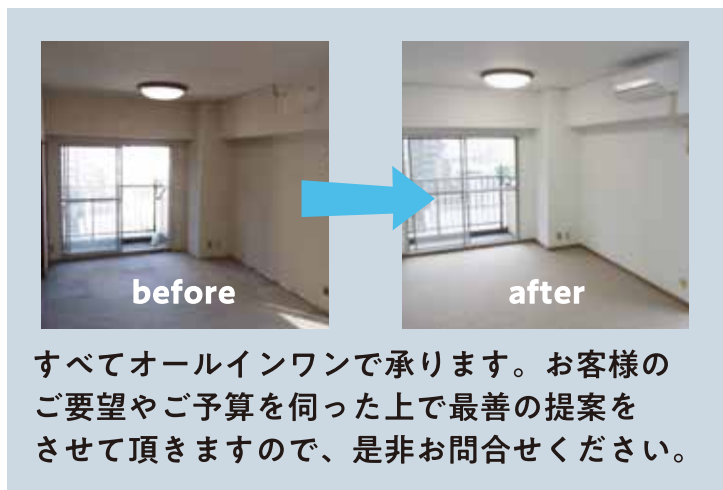 before
after
すべてオールインワンで承ります。お客様の
ご要望やご予算を伺った上で最善の提案を
させて頂きますので、是非お問合せください。